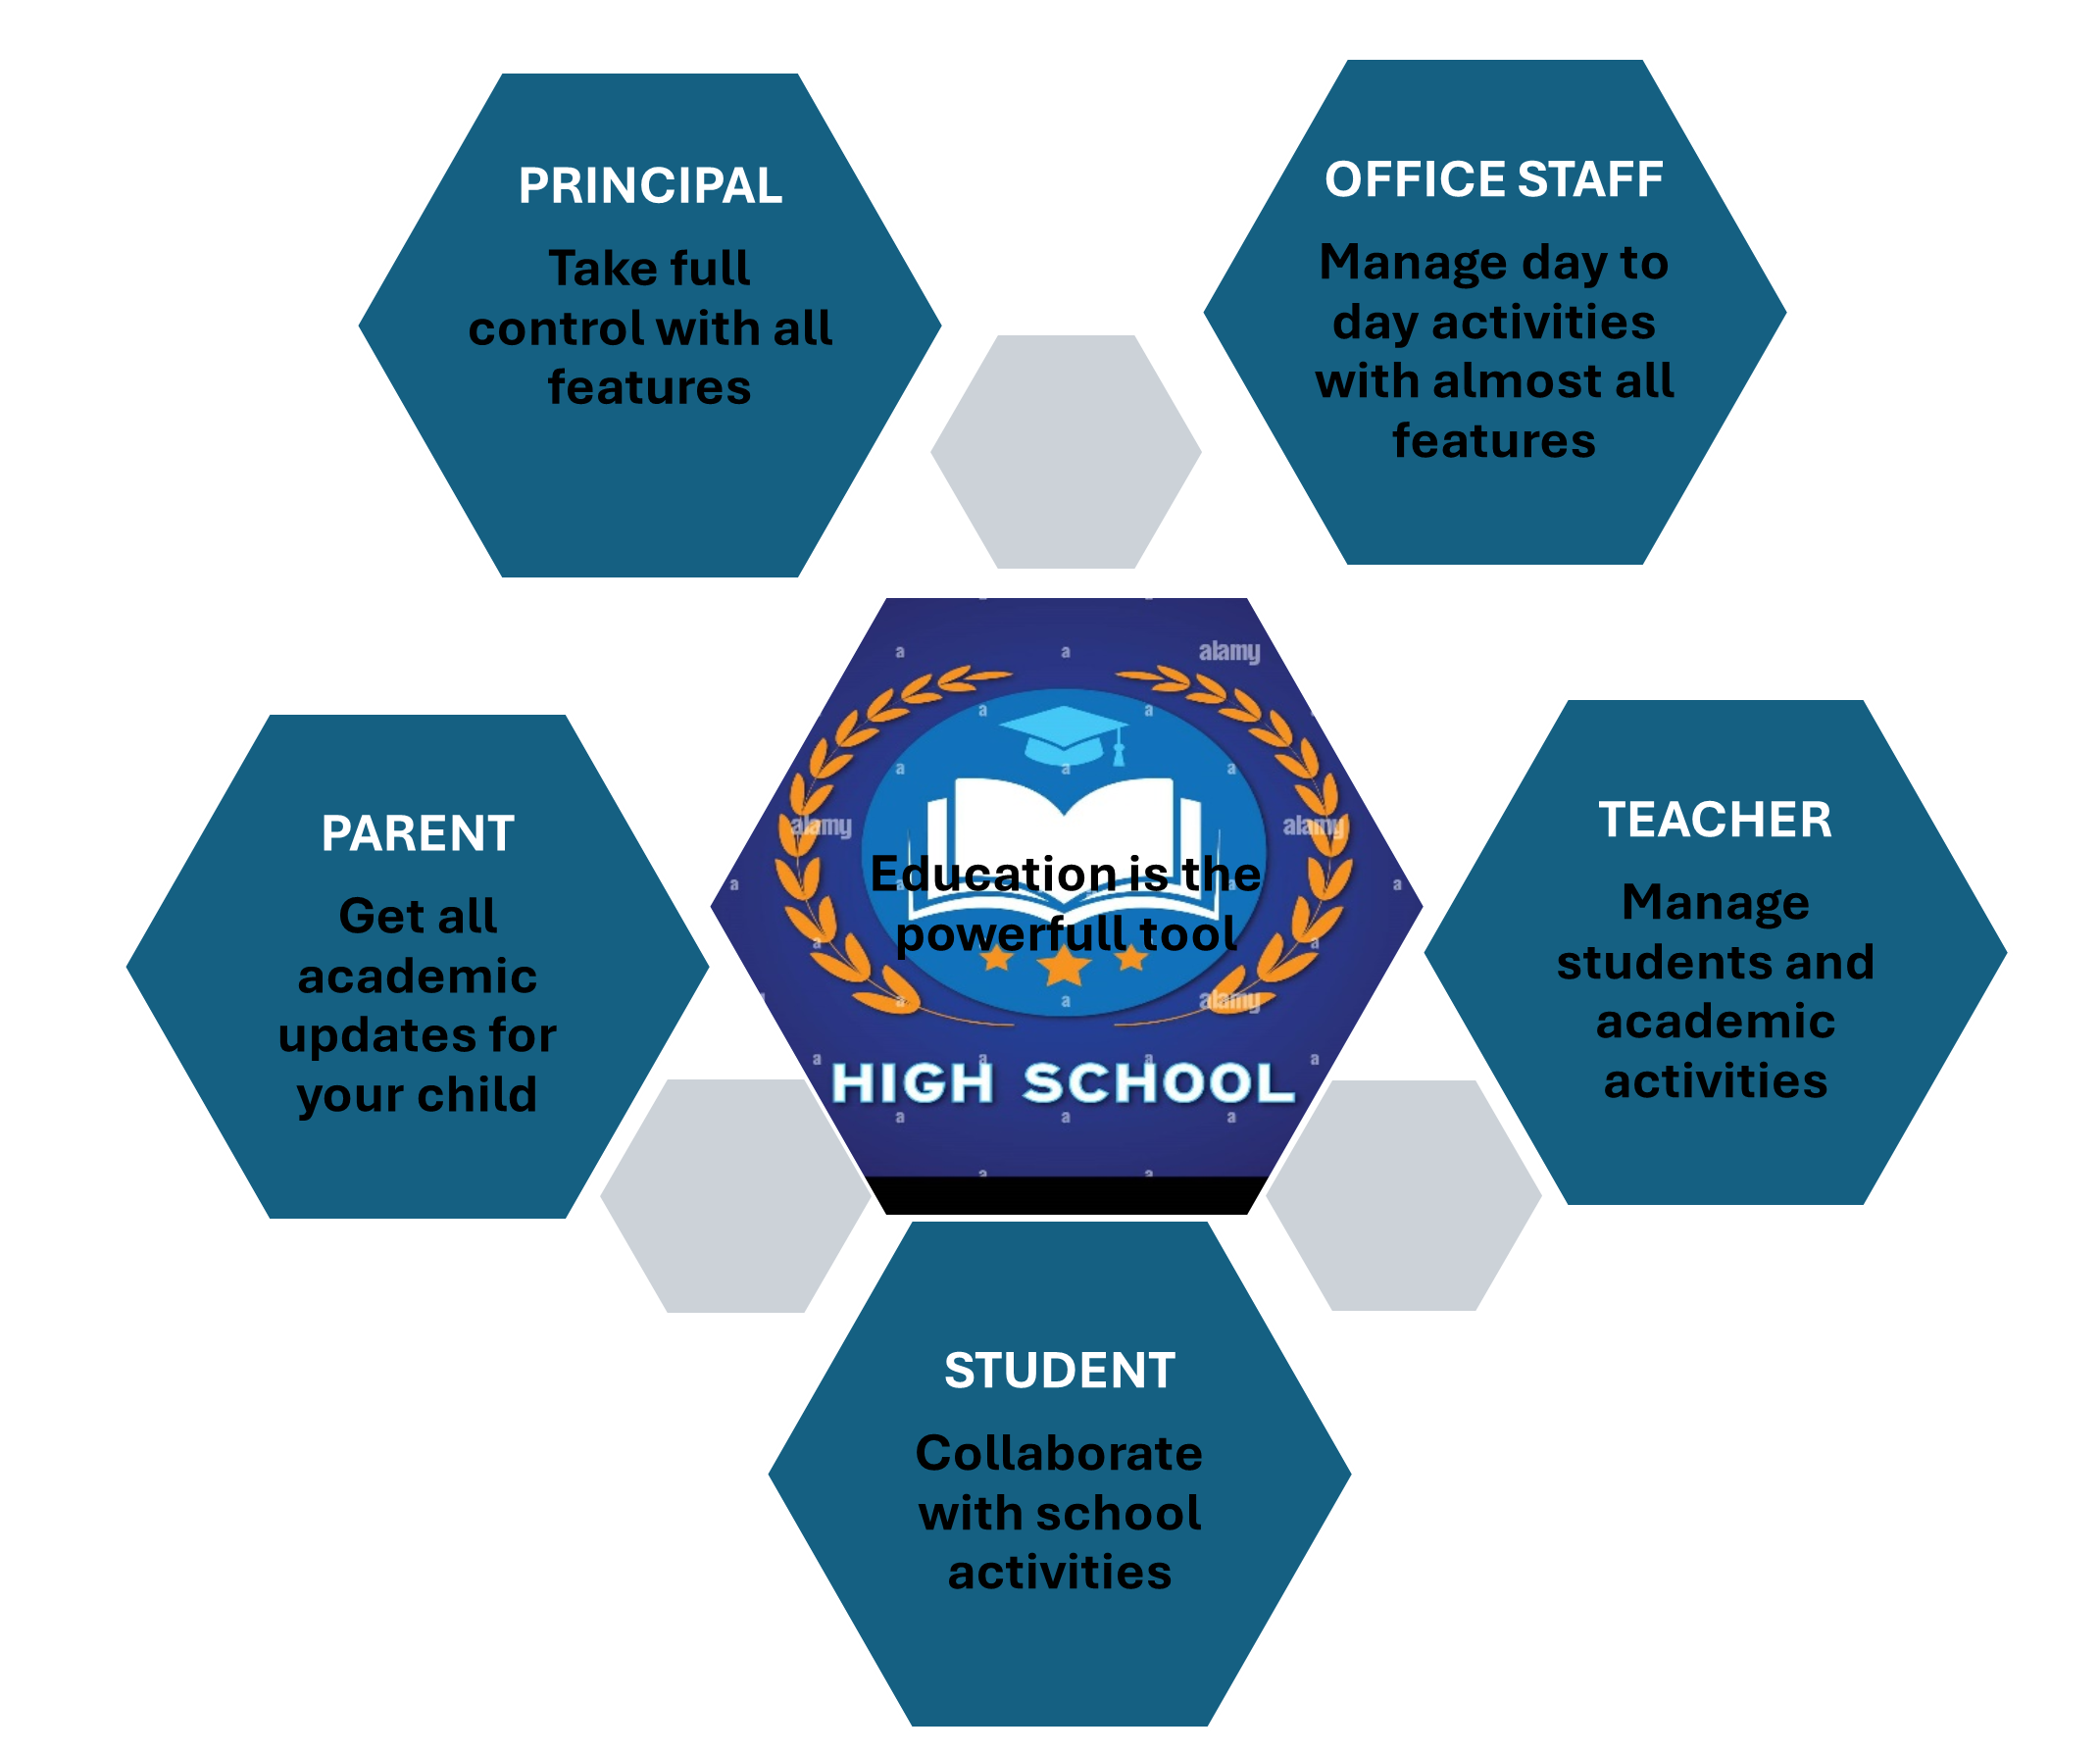 PRINCIPAL
Take full
control with all
features
OFFICE STAFF
Manage day to
day activities
with almost all
features
PARENT
Get all
academic
updates for
your child
alamy
alamy
alamy
Education is the
powerfull tool
alamy
HIGH SCHOOL
TEACHER
Manage
students and
academic
activities
STUDENT
Collaborate
with school
activities